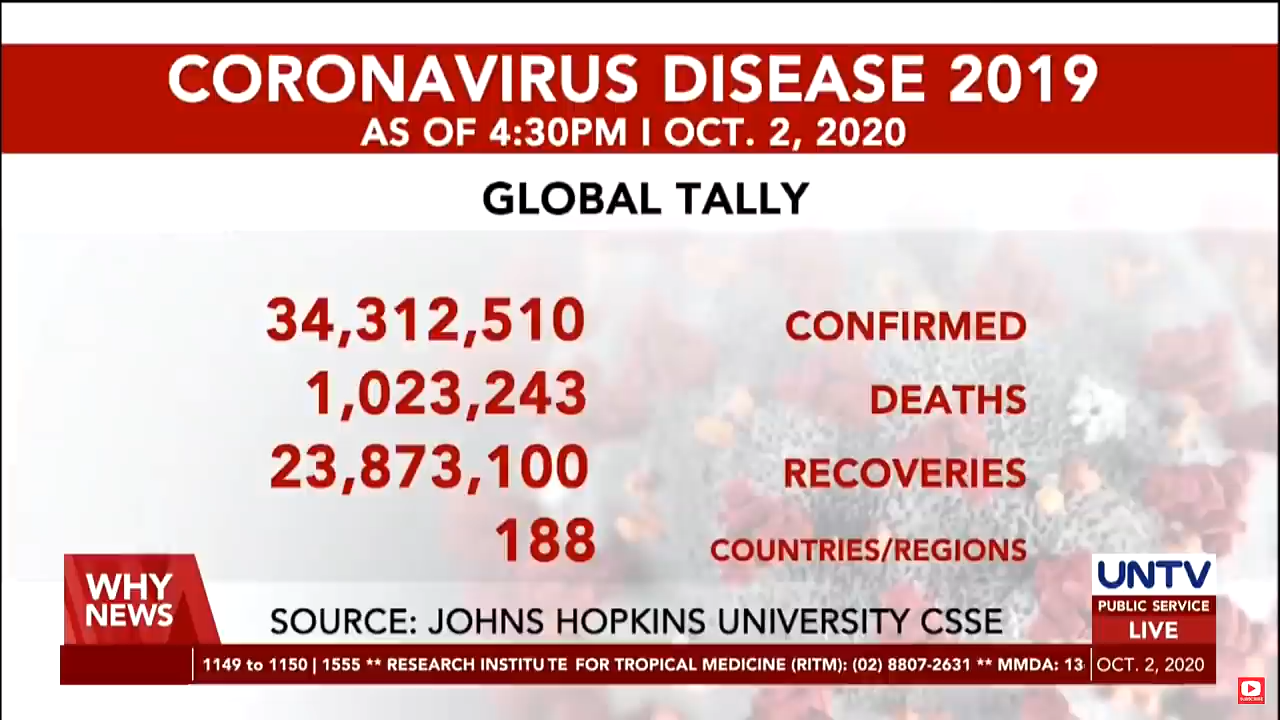 CORONAVIRUS DISEASE 2019
AS OF 4:30PM I OCT. 2, 2020
GLOBAL TALLY
34,312,510 CONFIRMED
1,023,243 DEATHS
23,873,100 RECOVERIES
188 COUNTRIES/REGIONS
SOURCE: JOHNS HOPKINS UNIVERSITY CSSE
WHY
NEWS
UNTV
PUBLIC SERVICE
LIVE
1149 to 1150 | 1555 ** RESEARCH INSTITUTE FOR TROPICAL MEDICINE (RITM): (02) 8807-2631 ** MMDA: 13
OCT. 2, 2020
SUBSCRIBE